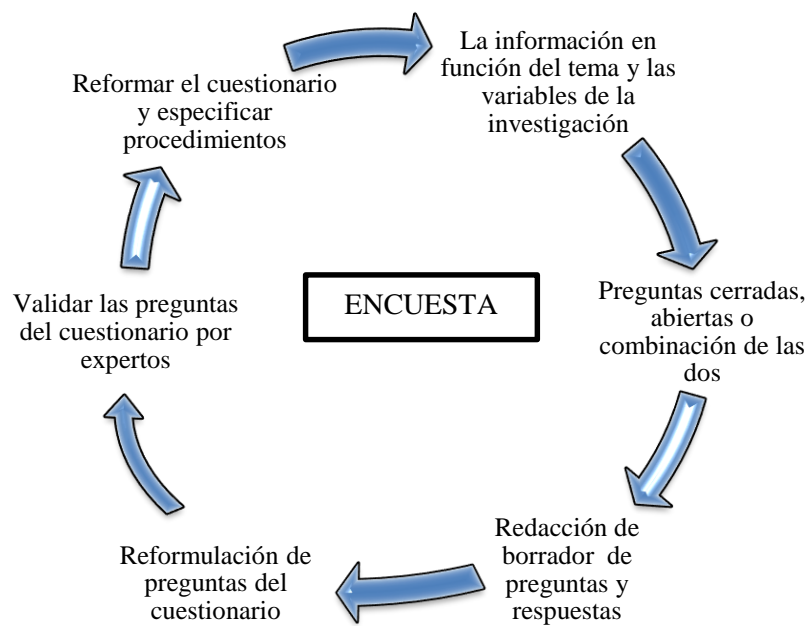 La información en
función del tema y las
variables de la
investigación
Preguntas cerradas,
abiertas o
combinación de las
dos
Redacción de
borrador de
preguntas y
respuestas
Reformulación de
preguntas del
cuestionario
Validar las preguntas
del cuestionario por
expertos
Reformar el cuestionario
y especificar
procedimientos
ENCUESTA